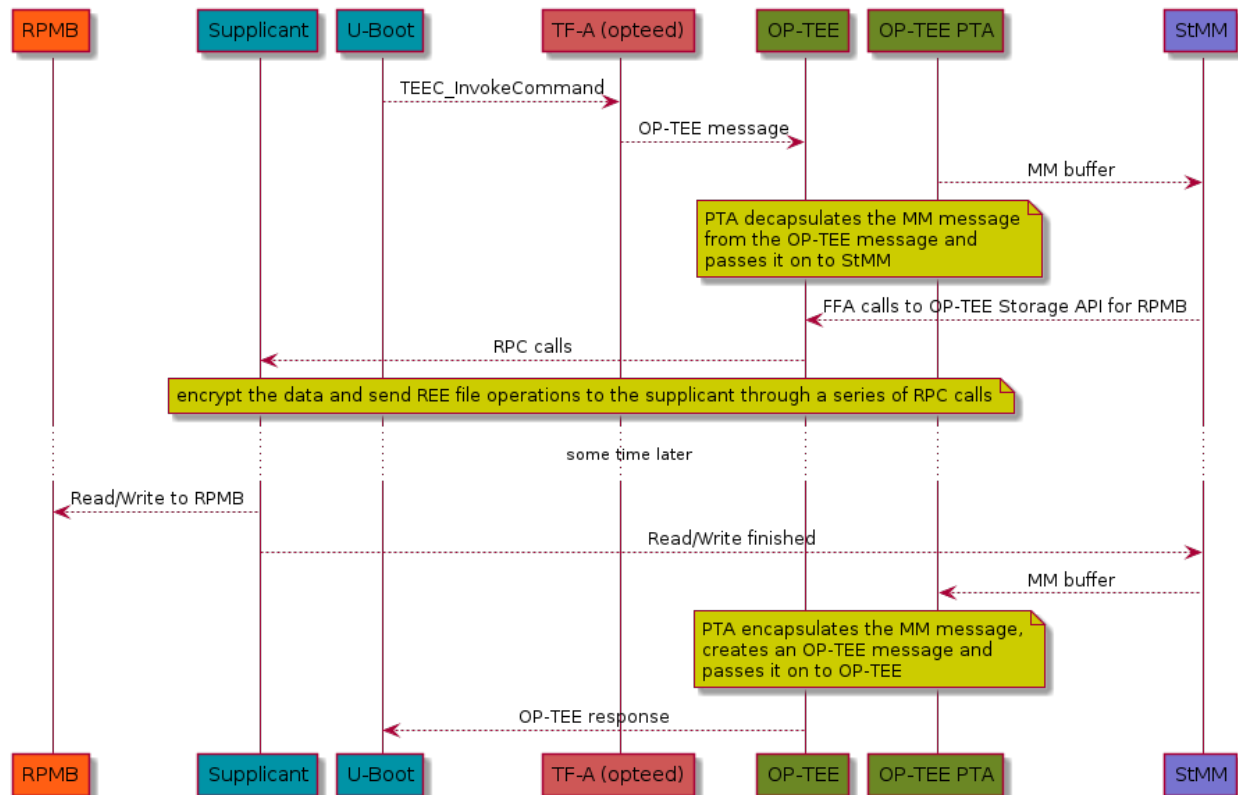 RPMB
Supplicant
U-Boot
TF-A (opteed)
OP-TEE
OP-TEE PTA
StMM
TEEC_InvokeCommand
OP-TEE message
MM buffer
PTA decapsulates the MM message
from the OP-TEE message and
passes it on to StMM
FFA calls to OP-TEE Storage API for RPMB
RPC calls
encrypt the data and send REE file operations to the supplicant through a series of RPC calls
some time later
Read/Write to RPMB
Read/Write finished
MM buffer
PTA encapsulates the MM message,
creates an OP-TEE message and
passes it on to OP-TEE
OP-TEE response
RPMB
Supplicant
U-Boot
TF-A (opteed)
OP-TEE
OP-TEE PTA
StMM